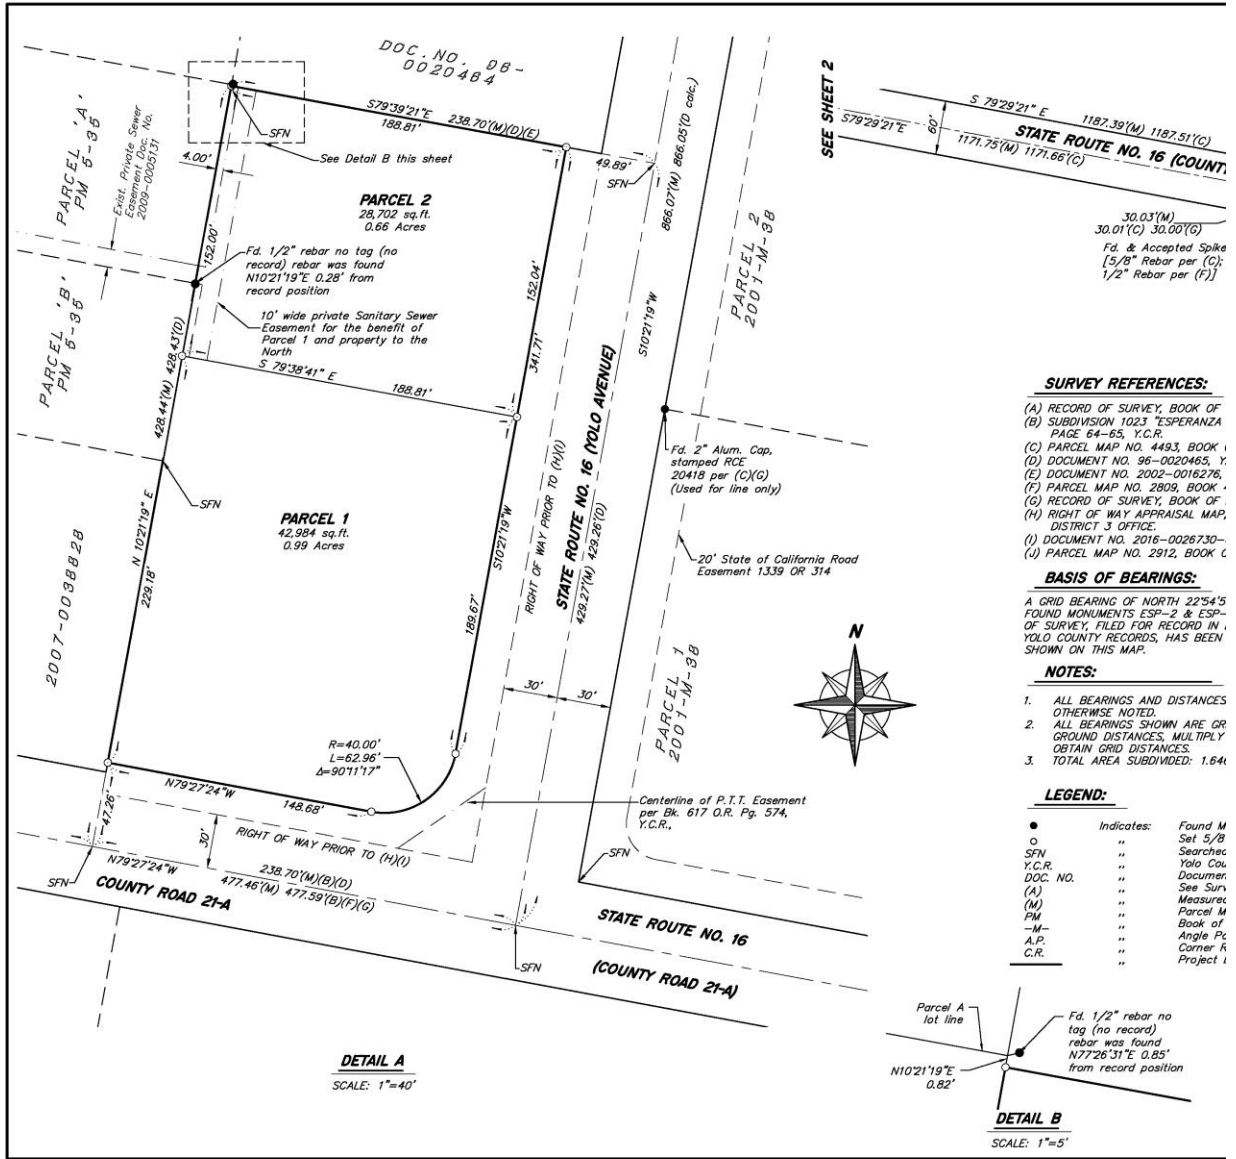 DOC. NO. 96-
0020464
S79°39'21"E 238.70'(M)(D)(E)
188.81'
SFN
See Detail B this sheet
4.00'
PARCEL 'A'
PM 5-35
Exist. Private Sewer
Easement Doc. No.
2009-0005131
PARCEL 2
28,702 sq.ft.
0.66 Acres
49.89'
SFN
866.07'(M) 866.05'(D calc.)
PARCEL 2
2001-M-38
SEE SHEET 2
S 79°29'21" E
1187.39'(M) 1187.51'(C)
S79°29'21"E
60'
STATE ROUTE NO. 16 (COUNT
1171.75'(M) 1171.66'(C)
30.03'(M)
30.01'(C) 30.00'(G)
Fd. & Accepted Spike
[5/8" Rebar per (C);
1/2" Rebar per (F)]
152.00'
Fd. 1/2" rebar no tag (no
record) rebar was found
N10°21'19"E 0.28' from
record position
152.04'
S10°21'19"W
PARCEL 'B'
PM 5-35
10' wide private Sanitary Sewer
Easement for the benefit of
Parcel 1 and property to the
North
428.44'(M) 428.43'(D)
S 79°38'41" E
188.81'
341.71'
STATE ROUTE NO. 16 (YOLO AVENUE)
RIGHT OF WAY PRIOR TO (H)(I)
429.27'(M) 429.26'(D)
Fd. 2" Alum. Cap,
stamped RCE
20418 per (C)(G)
(Used for line only)
SFN
PARCEL 1
42,984 sq.ft.
0.99 Acres
N 10°21'19" E
229.18'
2007-0038828
S10°21'19"W
189.67'
20' State of California Road
Easement 1339 OR 314
PARCEL 1
2001-M-38
30'
30'
N
R=40.00'
L=62.96'
Δ=90°11'17"
N79°27'24"W
148.68'
47.26'
30'
RIGHT OF WAY PRIOR TO (H)(I)
Centerline of P.T.T. Easement
per Bk. 617 O.R. Pg. 574,
Y.C.R.,
SFN
SFN
N79°27'24"W
238.70'(M)(B)(D)
477.46'(M) 477.59'(B)(F)(G)
COUNTY ROAD 21-A
STATE ROUTE NO. 16
SFN
(COUNTY ROAD 21-A)
DETAIL A
SCALE: 1"=40'
SURVEY REFERENCES:
(A) RECORD OF SURVEY, BOOK OF
(B) SUBDIVISION 1023 "ESPERANZA
PAGE 64-65, Y.C.R.
(C) PARCEL MAP NO. 4493, BOOK
(D) DOCUMENT NO. 96-0020465, Y.
(E) DOCUMENT NO. 2002-0016276,
(F) PARCEL MAP NO. 2809, BOOK
(G) RECORD OF SURVEY, BOOK OF
(H) RIGHT OF WAY APPRAISAL MAP,
DISTRICT 3 OFFICE.
(I) DOCUMENT NO. 2016-0026730-
(J) PARCEL MAP NO. 2912, BOOK
BASIS OF BEARINGS:
A GRID BEARING OF NORTH 22°54'5
FOUND MONUMENTS ESP-2 & ESP-
OF SURVEY, FILED FOR RECORD IN
YOLO COUNTY RECORDS, HAS BEEN
SHOWN ON THIS MAP.
NOTES:
1. ALL BEARINGS AND DISTANCES
OTHERWISE NOTED.
2. ALL BEARINGS SHOWN ARE GR
GROUND DISTANCES, MULTIPLY
OBTAIN GRID DISTANCES.
3. TOTAL AREA SUBDIVIDED: 1.64
LEGEND:
● Indicates: Found M
○ " Set 5/8
SFN " Searched
Y.C.R. " Yolo Cou
DOC. NO. " Documen
(A) " See Surv
(M) " Measured
PM " Parcel M
-M- " Book of
A.P. " Angle Po
C.R. " Corner R
" Project
Parcel A
lot line
Fd. 1/2" rebar no
tag (no record)
rebar was found
N77°26'31"E 0.85'
from record position
N10°21'19"E
0.82'
DETAIL B
SCALE: 1"=5'